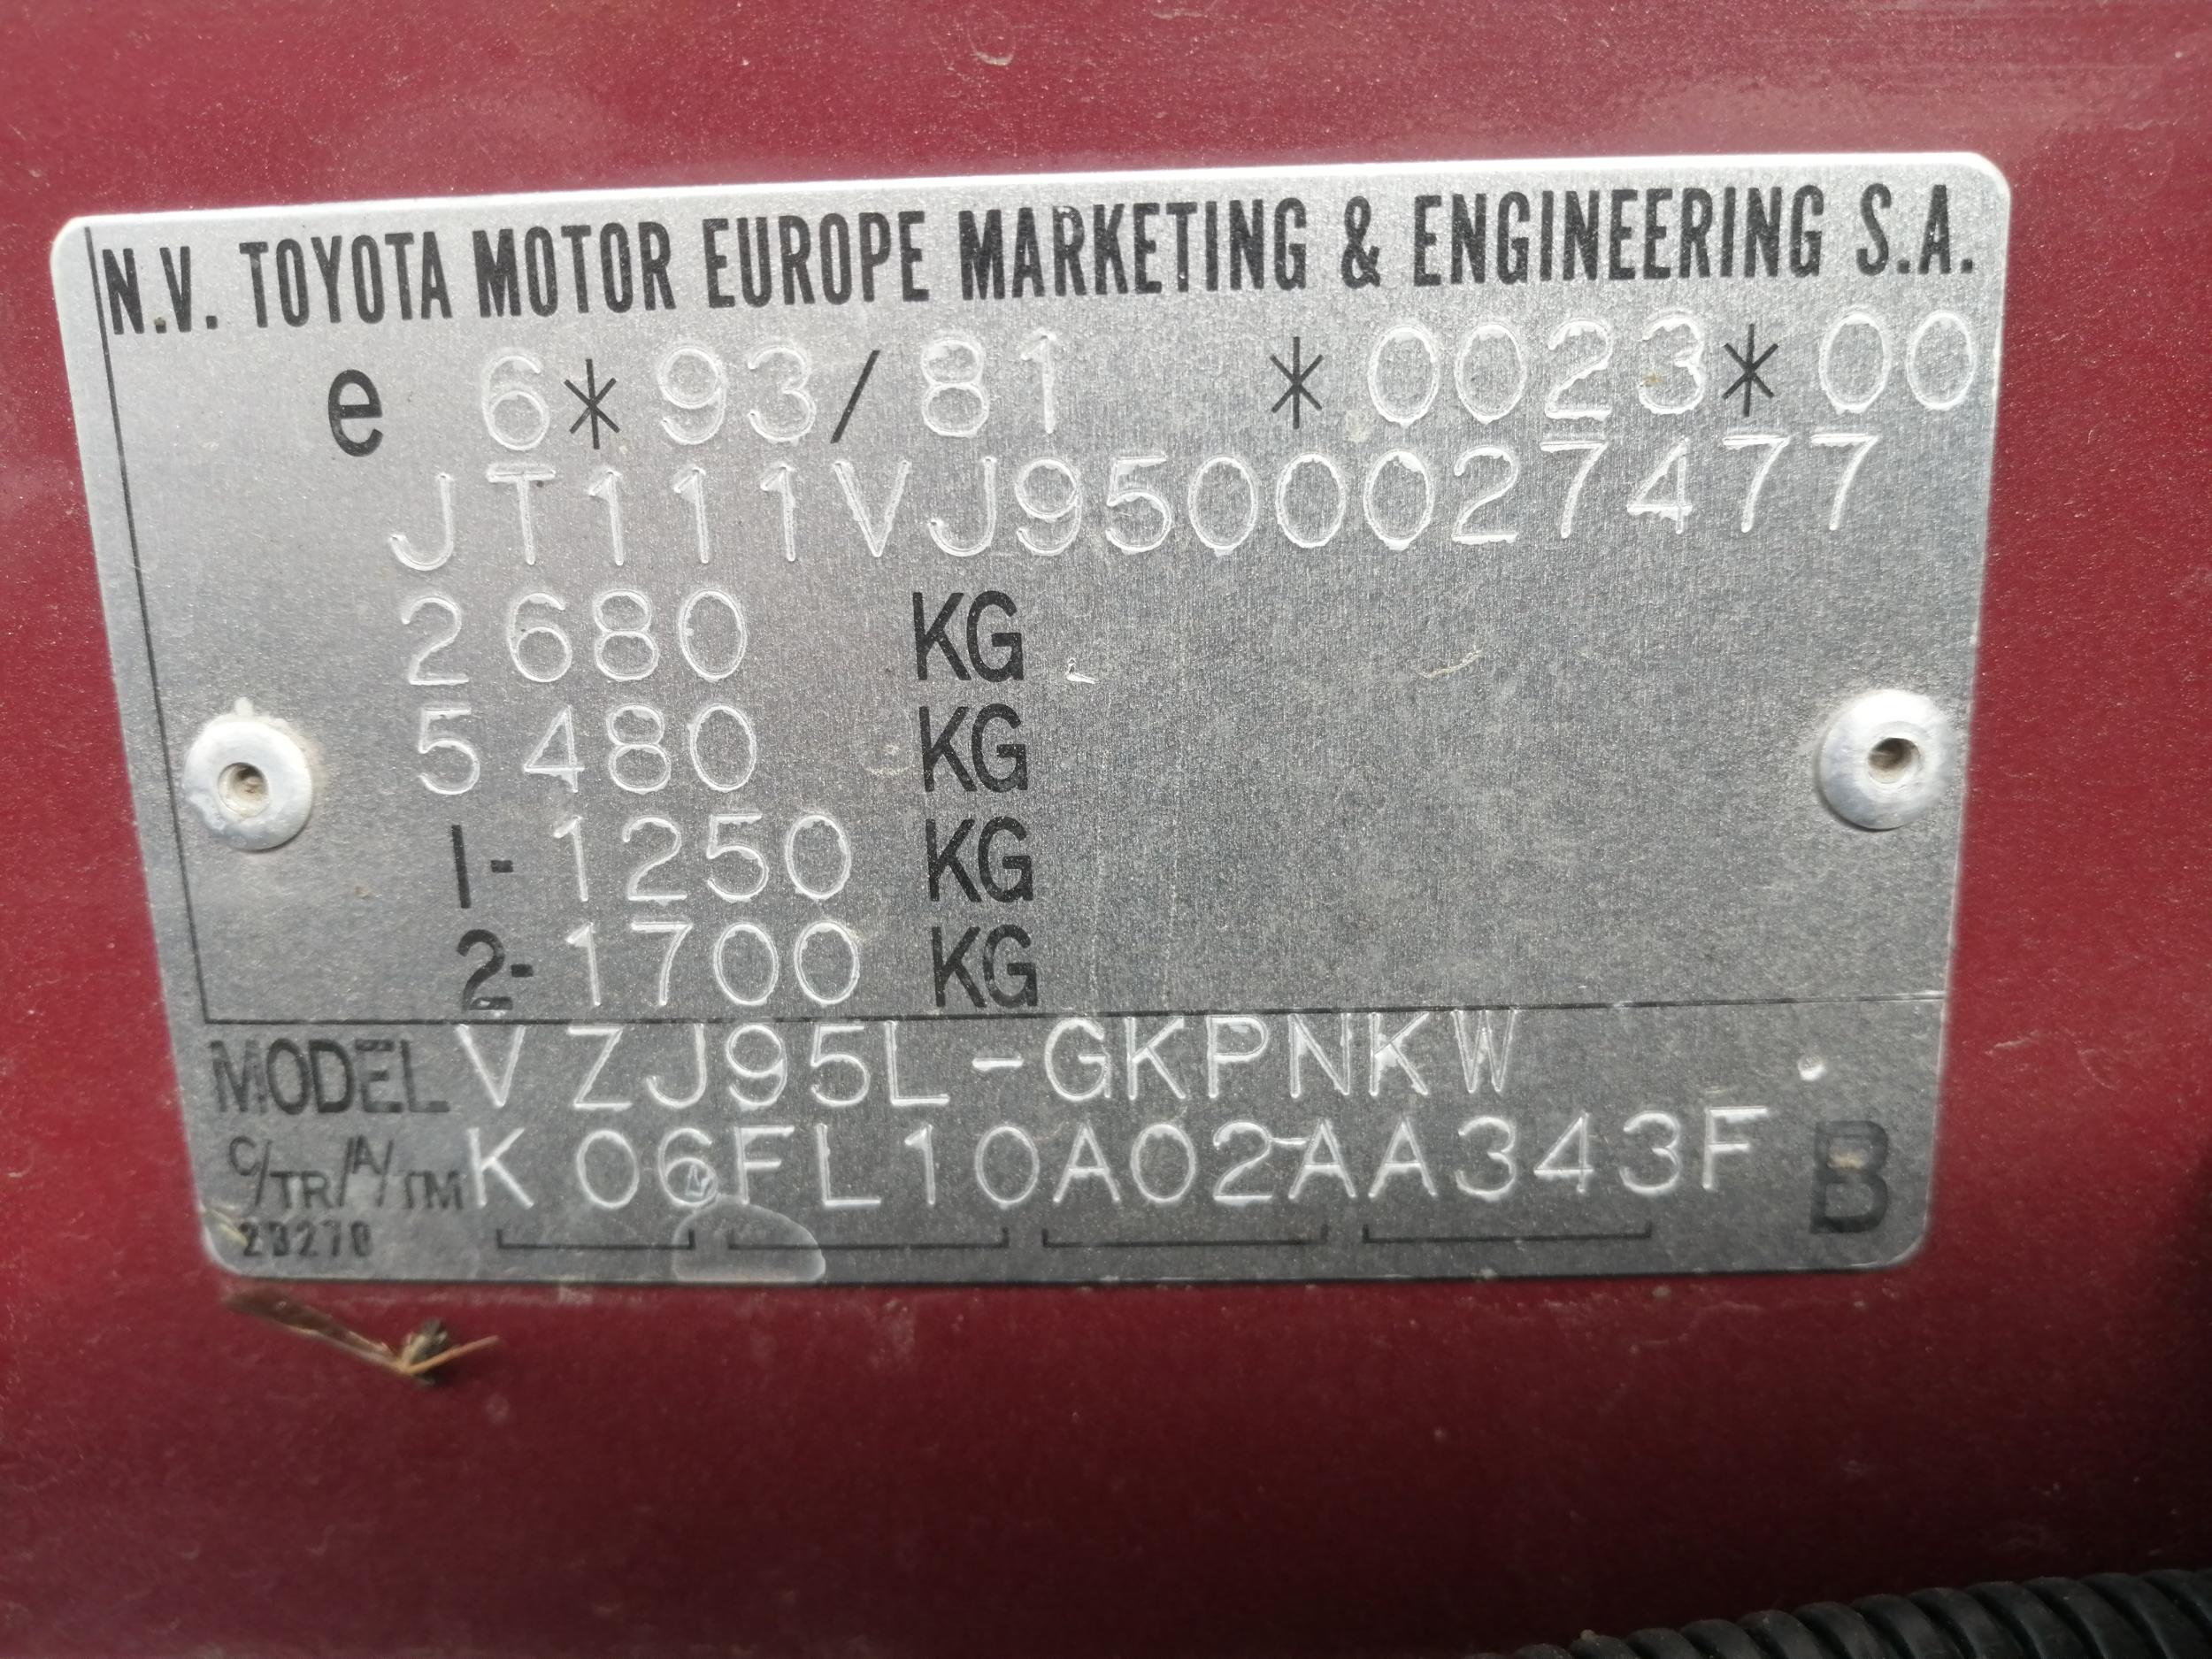 N.V. TOYOTA MOTOR EUROPE MARKETING & ENGINEERING S.A.
e 6*93/81 *0023*00
JT111VJ9500027477
2680 KG
5480 KG
1-1250 KG
2-1700 KG
MODEL VZJ95L-GKPNKW
C/TR/A/TM K06FL10A02AAA343F B
23270